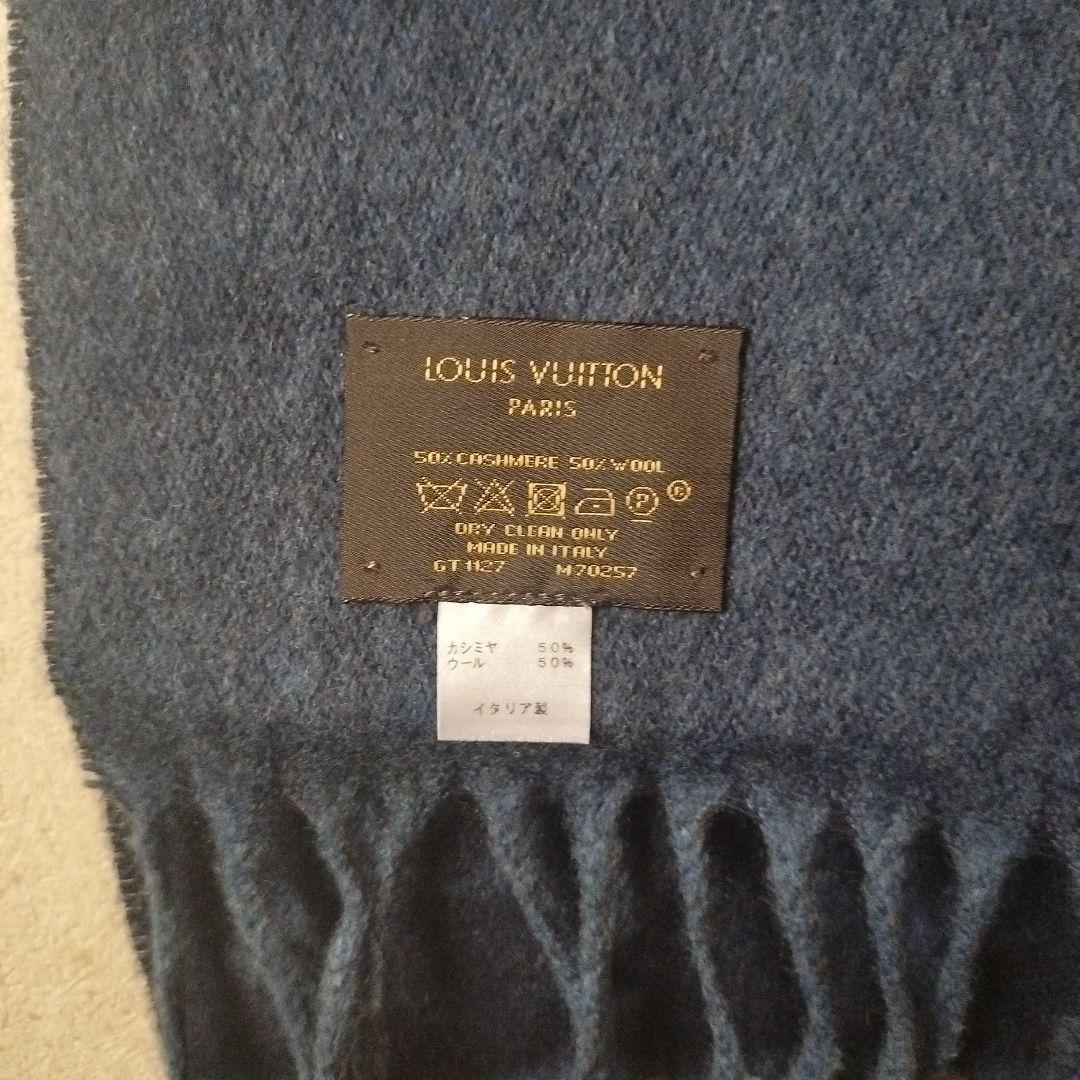 LOUIS VUITTON
PARIS
50% CASHMERE 50% WOOL
P
DRY CLEAN ONLY
MADE IN ITALY
GT1127 M70257
カシミヤ 50%
ウール 50%
イタリア製